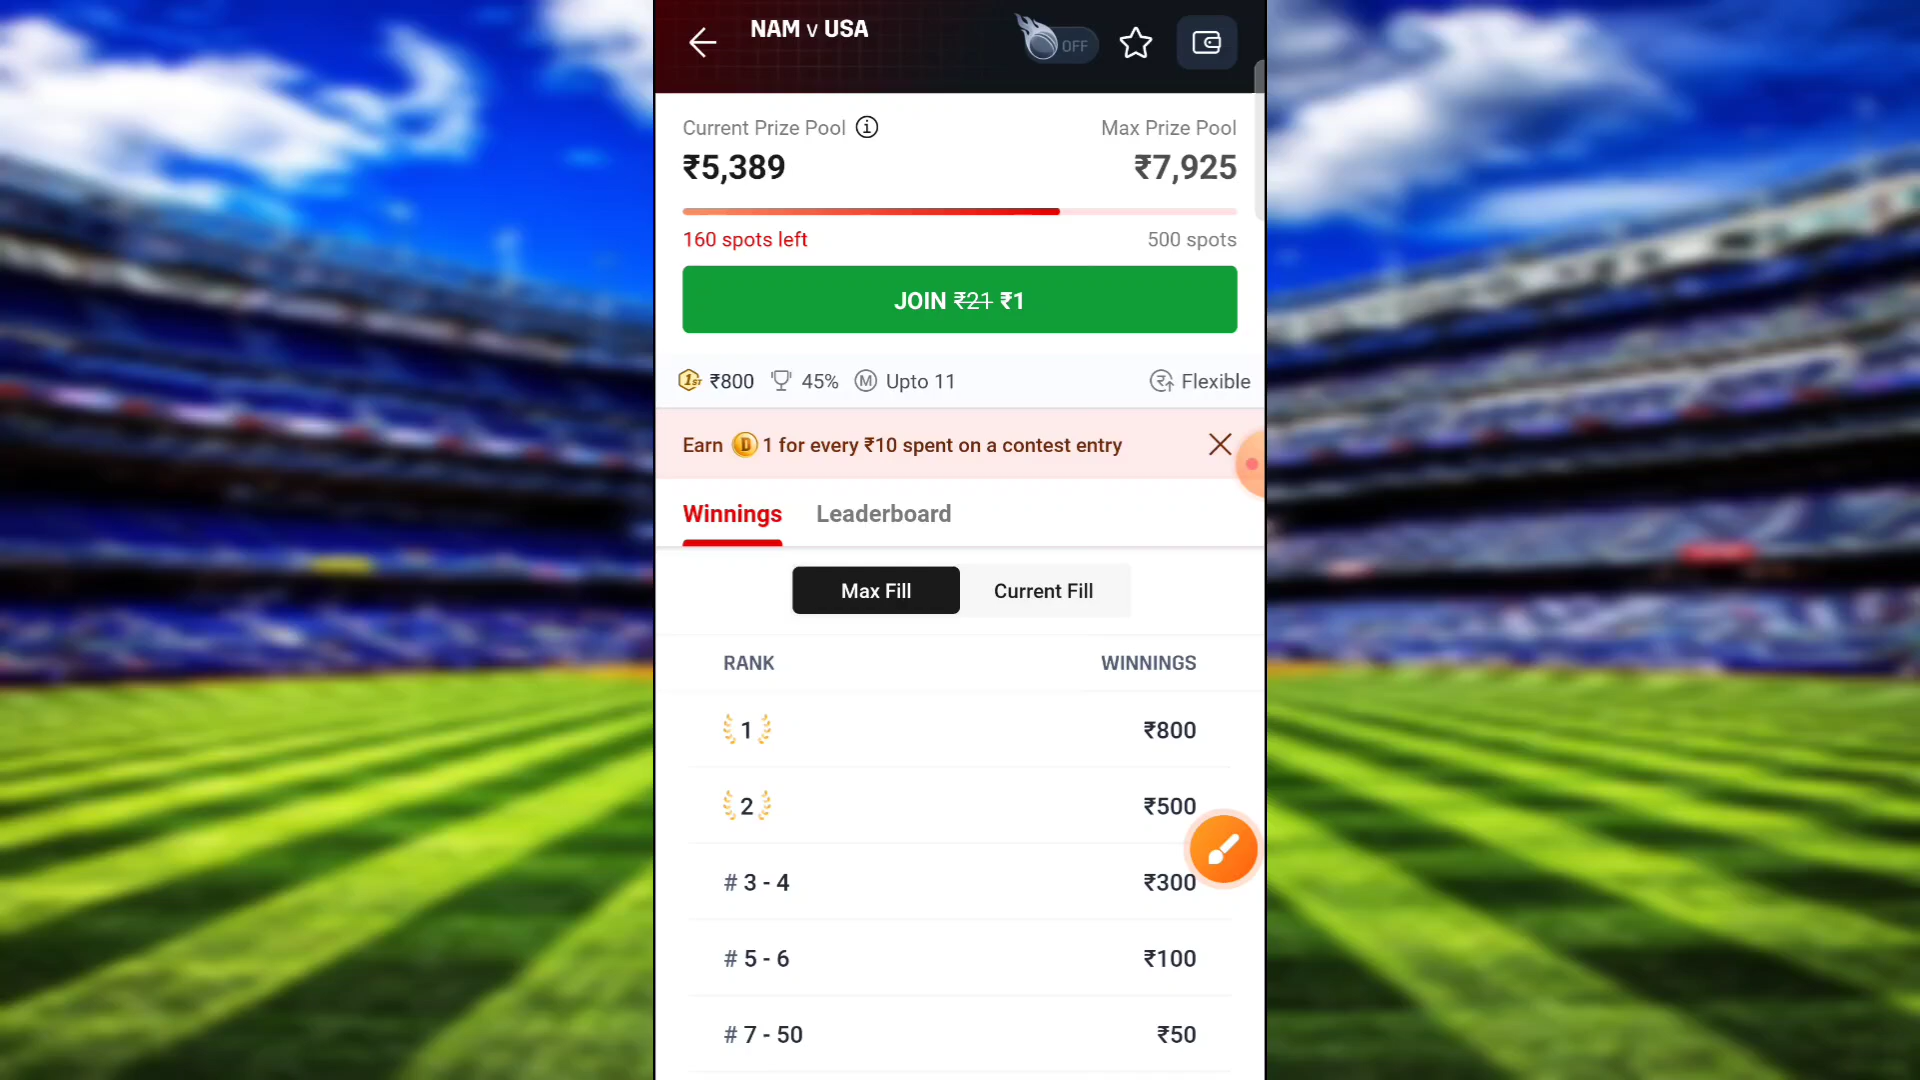 NAM v USA
OFF
Current Prize Pool
Max Prize Pool
₹5,389
₹7,925
160 spots left
500 spots
JOIN ₹21 ₹1
1ST ₹800 45% M Upto 11
Flexible
Earn D 1 for every ₹10 spent on a contest entry
Winnings
Leaderboard
Max Fill
Current Fill
RANK
WINNINGS
1
₹800
2
₹500
# 3 - 4
₹300
# 5 - 6
₹100
# 7 - 50
₹50